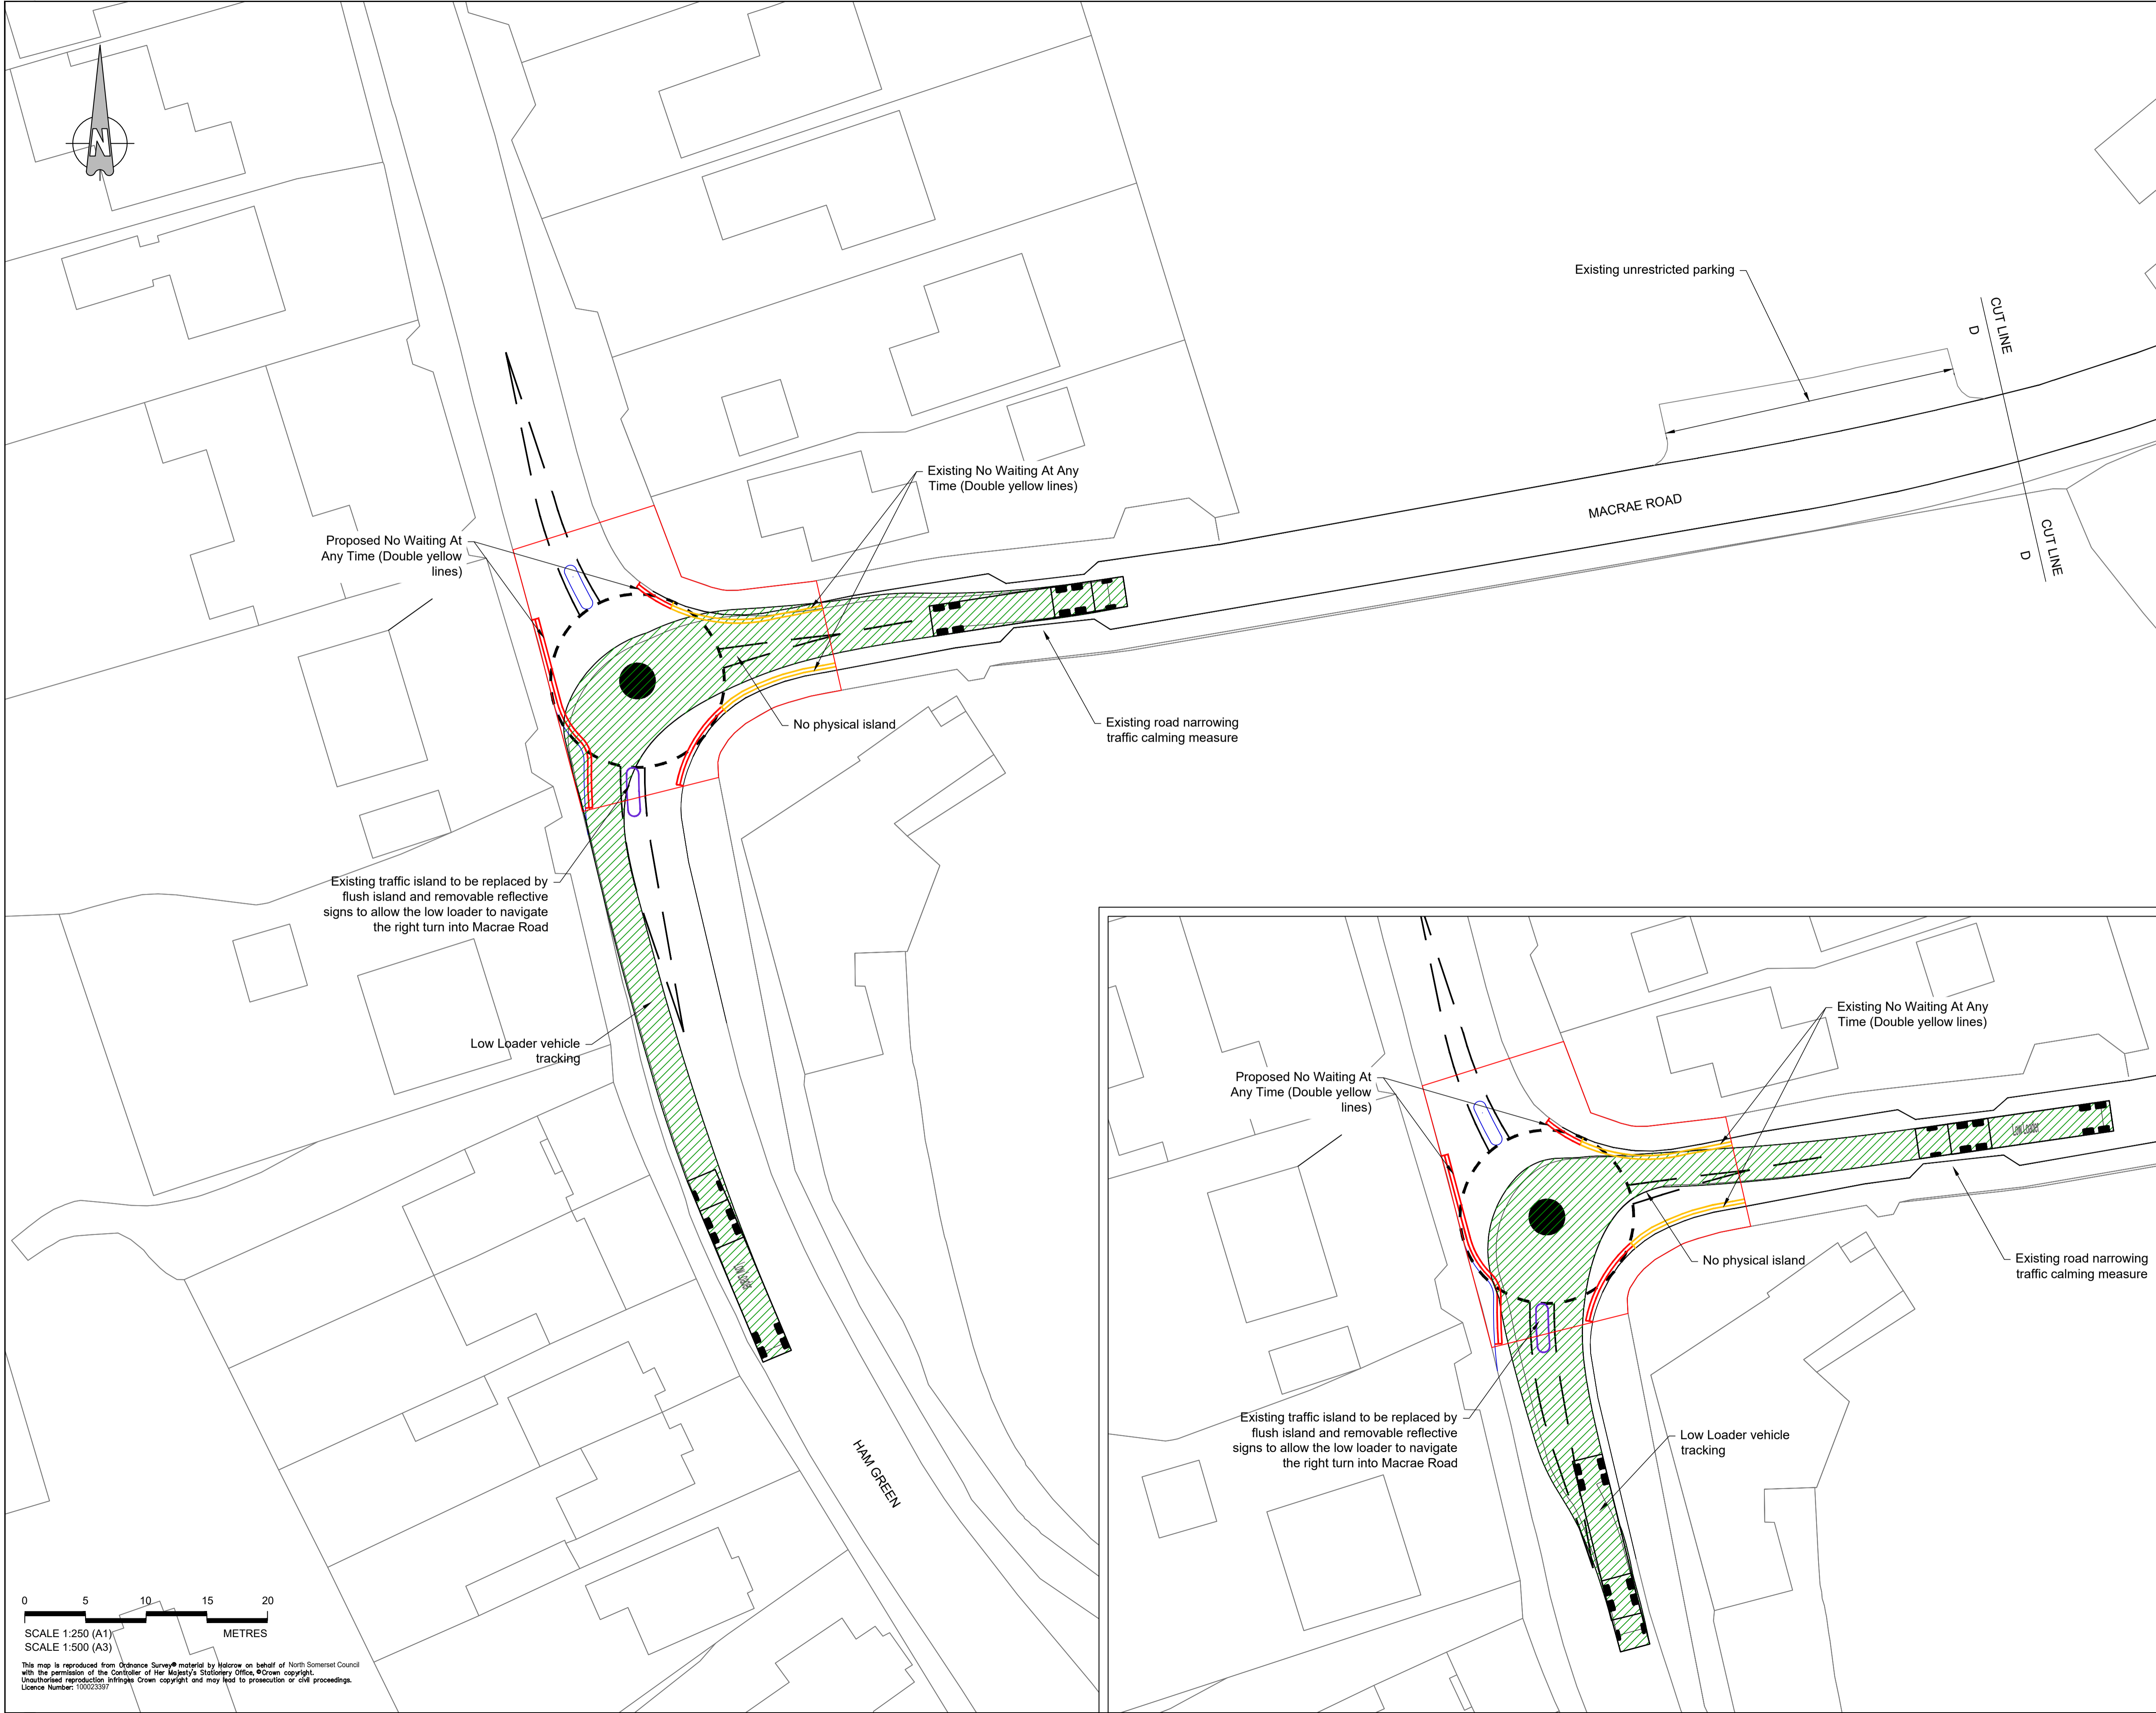 N
Existing unrestricted parking
CUT LINE
D
MACRAE ROAD
CUT LINE
D
Existing No Waiting At Any
Time (Double yellow lines)
Proposed No Waiting At
Any Time (Double yellow
lines)
No physical island
Existing road narrowing
traffic calming measure
Existing traffic island to be replaced by
flush island and removable reflective
signs to allow the low loader to navigate
the right turn into Macrae Road
Low Loader vehicle
tracking
Low Loader
HAM GREEN
Existing No Waiting At Any
Time (Double yellow lines)
Proposed No Waiting At
Any Time (Double yellow
lines)
Low Loader
No physical island
Existing road narrowing
traffic calming measure
Existing traffic island to be replaced by
flush island and removable reflective
signs to allow the low loader to navigate
the right turn into Macrae Road
Low Loader vehicle
tracking
0 5 10 15 20
SCALE 1:250 (A1) METRES
SCALE 1:500 (A3)
This map is reproduced from Ordnance Survey® material by Halcrow on behalf of North Somerset Council
with the permission of the Controller of Her Majesty's Stationery Office, ©Crown copyright.
Unauthorised reproduction infringes Crown copyright and may lead to prosecution or civil proceedings.
Licence Number: 100023397